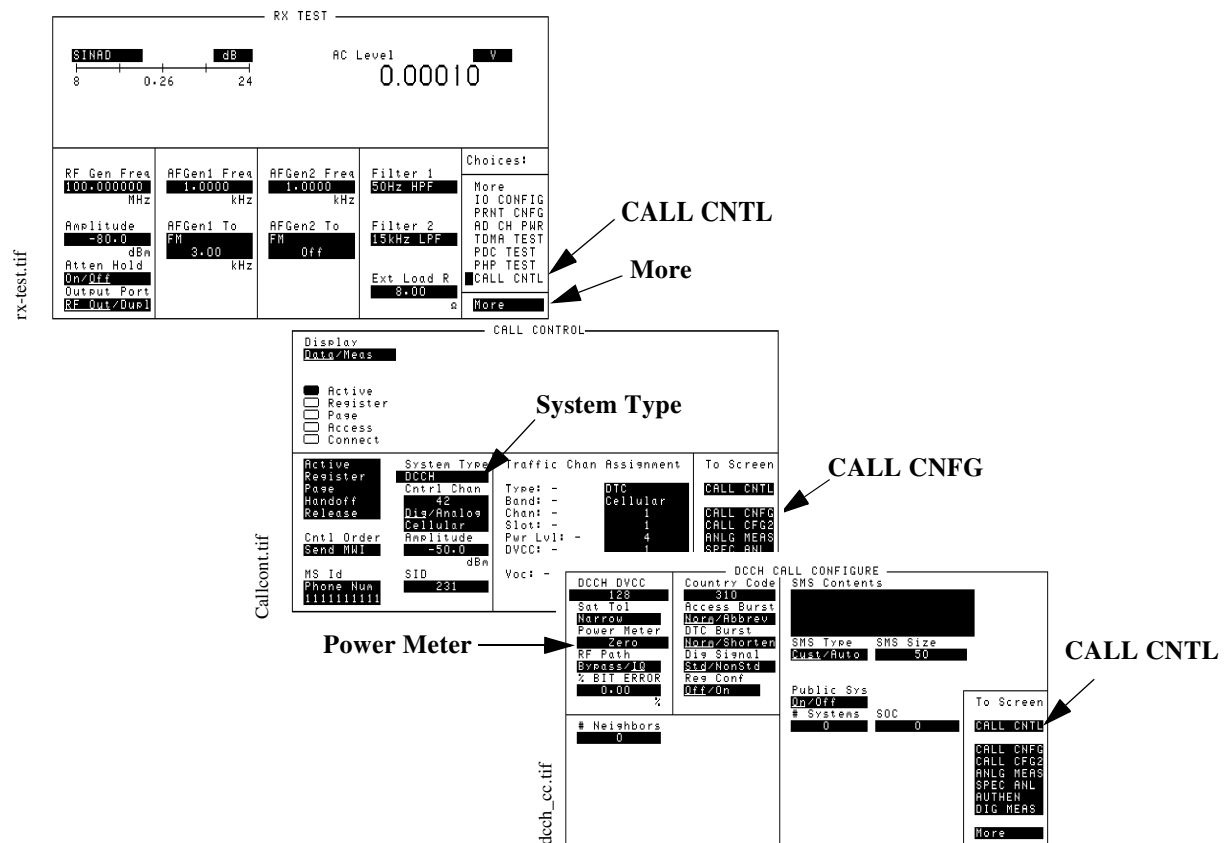 RX TEST
SINAD dB
8 0.26 24
AC Level V
0.00010
RF Gen Freq
100.000000
MHz
Amplitude
-80.0
dBm
Atten Hold
On/Off
Output Port
RF Out/Dupl
AFGen1 Freq
1.0000
kHz
AFGen1 To
FM
3.00
kHz
AFGen2 Freq
1.0000
kHz
AFGen2 To
FM
Off
Filter 1
50Hz HPF
Filter 2
15kHz LPF
Ext Load R
8.00
Ω
Choices:
More
IO CONFIG
PRNT CNFG
AD CH PWR
TDMA TEST
PDC TEST
PHP TEST
CALL CNTL
More
CALL CNTL
More
rx-test.tif
CALL CONTROL
Display
Data/Meas
Active
Register
Page
Access
Connect
System Type
Active
Register
Page
Handoff
Release
Cntl Order
Send MWI
MS Id
Phone Num
1111111111
System Type
DCCH
Cntrl Chan
42
Dig/Analog
Cellular
Amplitude
-50.0
dBm
SID
231
Traffic Chan Assignment
Type: - DTC
Band: - Cellular
Chan: - 1
Slot: - 1
Pwr Lvl: - 4
DVCC: - 1
Voc: -
To Screen
CALL CNTL
CALL CNFG
CALL CFG2
ANLG MEAS
SPEC ANL
CALL CNFG
Callcont.tif
DCCH CALL CONFIGURE
DCCH DVCC
128
Sat Tol
Narrow
Power Meter
Zero
RF Path
Bypass/IQ
% BIT ERROR
0.00
%
# Neighbors
0
Country Code
310
Access Burst
Norm/Abbrev
DTC Burst
Norm/Shorten
Dig Signal
Std/NonStd
Reg Conf
Off/On
SMS Contents
SMS Type SMS Size
Cust/Auto 50
Public Sys
On/Off
# Systems SOC
0 0
To Screen
CALL CNTL
CALL CNFG
CALL CFG2
ANLG MEAS
SPEC ANL
AUTHEN
DIG MEAS
More
Power Meter
CALL CNTL
dcch_cc.tif